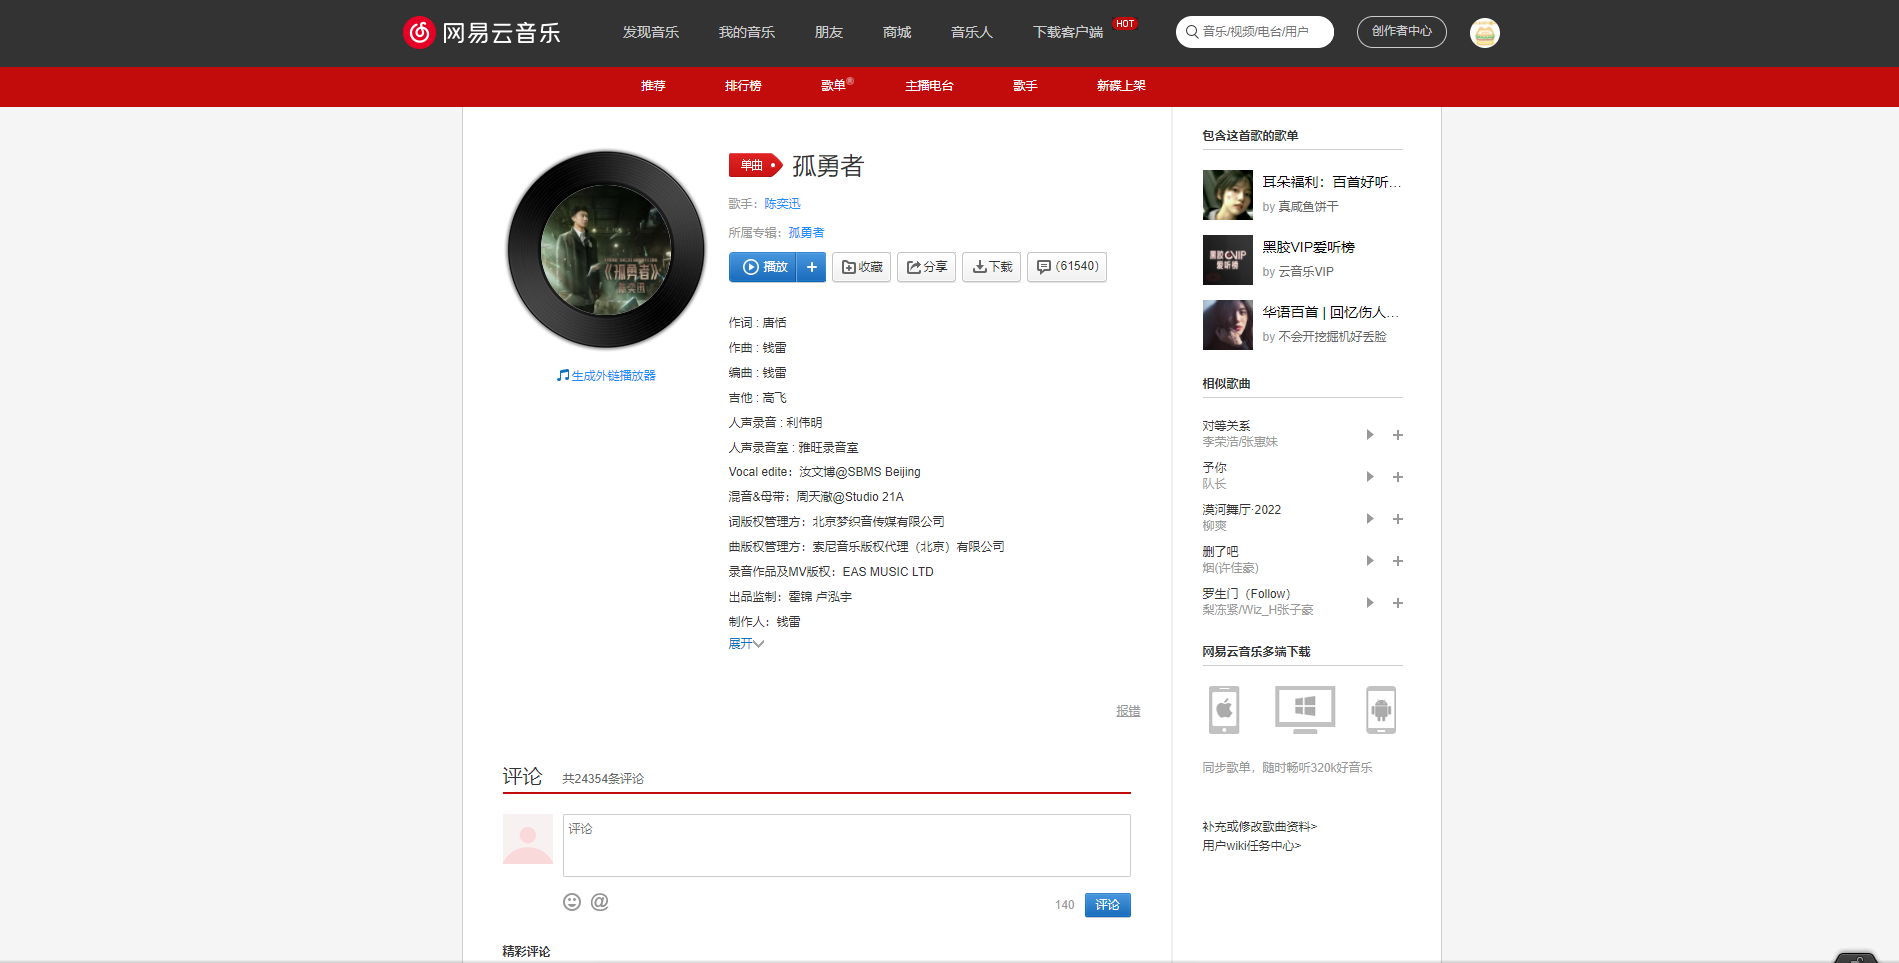 网易云音乐
发现音乐 我的音乐 朋友 商城 音乐人 下载客户端 HOT
音乐/视频/电台/用户
创作者中心
推荐 排行榜 歌单® 主播电台 歌手 新碟上架
单曲 孤勇者
歌手：陈奕迅
所属专辑：孤勇者
播放 + 收藏 分享 下载 (61540)
《孤勇者》
陈奕迅
生成外链播放器
作词 : 唐恬
作曲 : 钱雷
编曲 : 钱雷
吉他 : 高飞
人声录音 : 利伟明
人声录音室 : 雅旺录音室
Vocal edite：汝文博@SBMS Beijing
混音&母带：周天澈@Studio 21A
词版权管理方：北京梦织音传媒有限公司
曲版权管理方：索尼音乐版权代理（北京）有限公司
录音作品及MV版权：EAS MUSIC LTD
出品监制：霍锦 卢泓宇
制作人：钱雷
展开
报错
评论 共24354条评论
评论
@ 140 评论
精彩评论
包含这首歌的歌单
耳朵福利：百首好听...
by 真咸鱼饼干
黑胶VIP
爱听榜
黑胶VIP爱听榜
by 云音乐VIP
华语百首 | 回忆伤人...
by 不会开挖掘机好丢脸
相似歌曲
对等关系
李荣浩/张惠妹
予你
队长
漠河舞厅·2022
柳爽
删了吧
烟(许佳豪)
罗生门（Follow）
梨冻紧/Wiz_H张子豪
网易云音乐多端下载
同步歌单，随时畅听320k好音乐
补充或修改歌曲资料>
用户wiki任务中心>